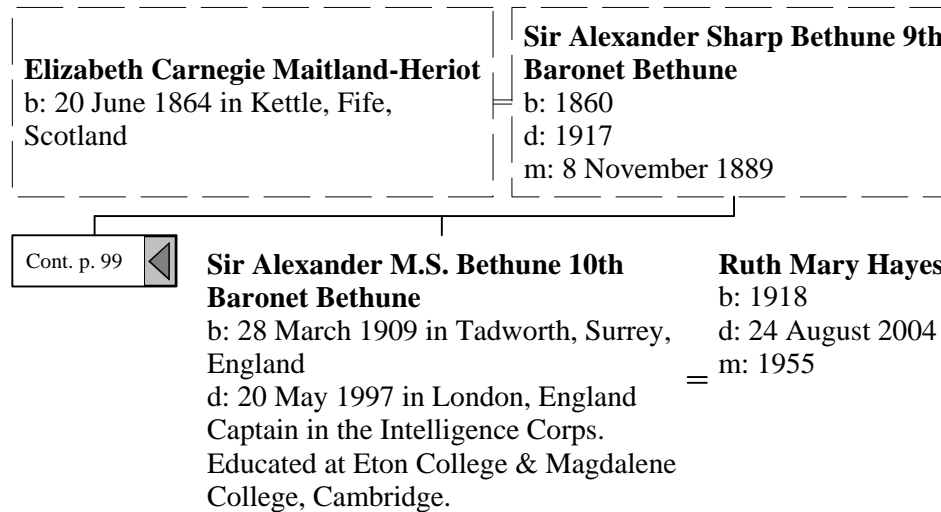 Elizabeth Carnegie Maitland-Heriot
b: 20 June 1864 in Kettle, Fife,
Scotland
Sir Alexander Sharp Bethune 9th
Baronet Bethune
b: 1860
d: 1917
m: 8 November 1889
Cont. p. 99
Sir Alexander M.S. Bethune 10th
Baronet Bethune
b: 28 March 1909 in Tadworth, Surrey,
England
d: 20 May 1997 in London, England
Captain in the Intelligence Corps.
Educated at Eton College & Magdalene
College, Cambridge.
=
Ruth Mary Hayes
b: 1918
d: 24 August 2004
m: 1955